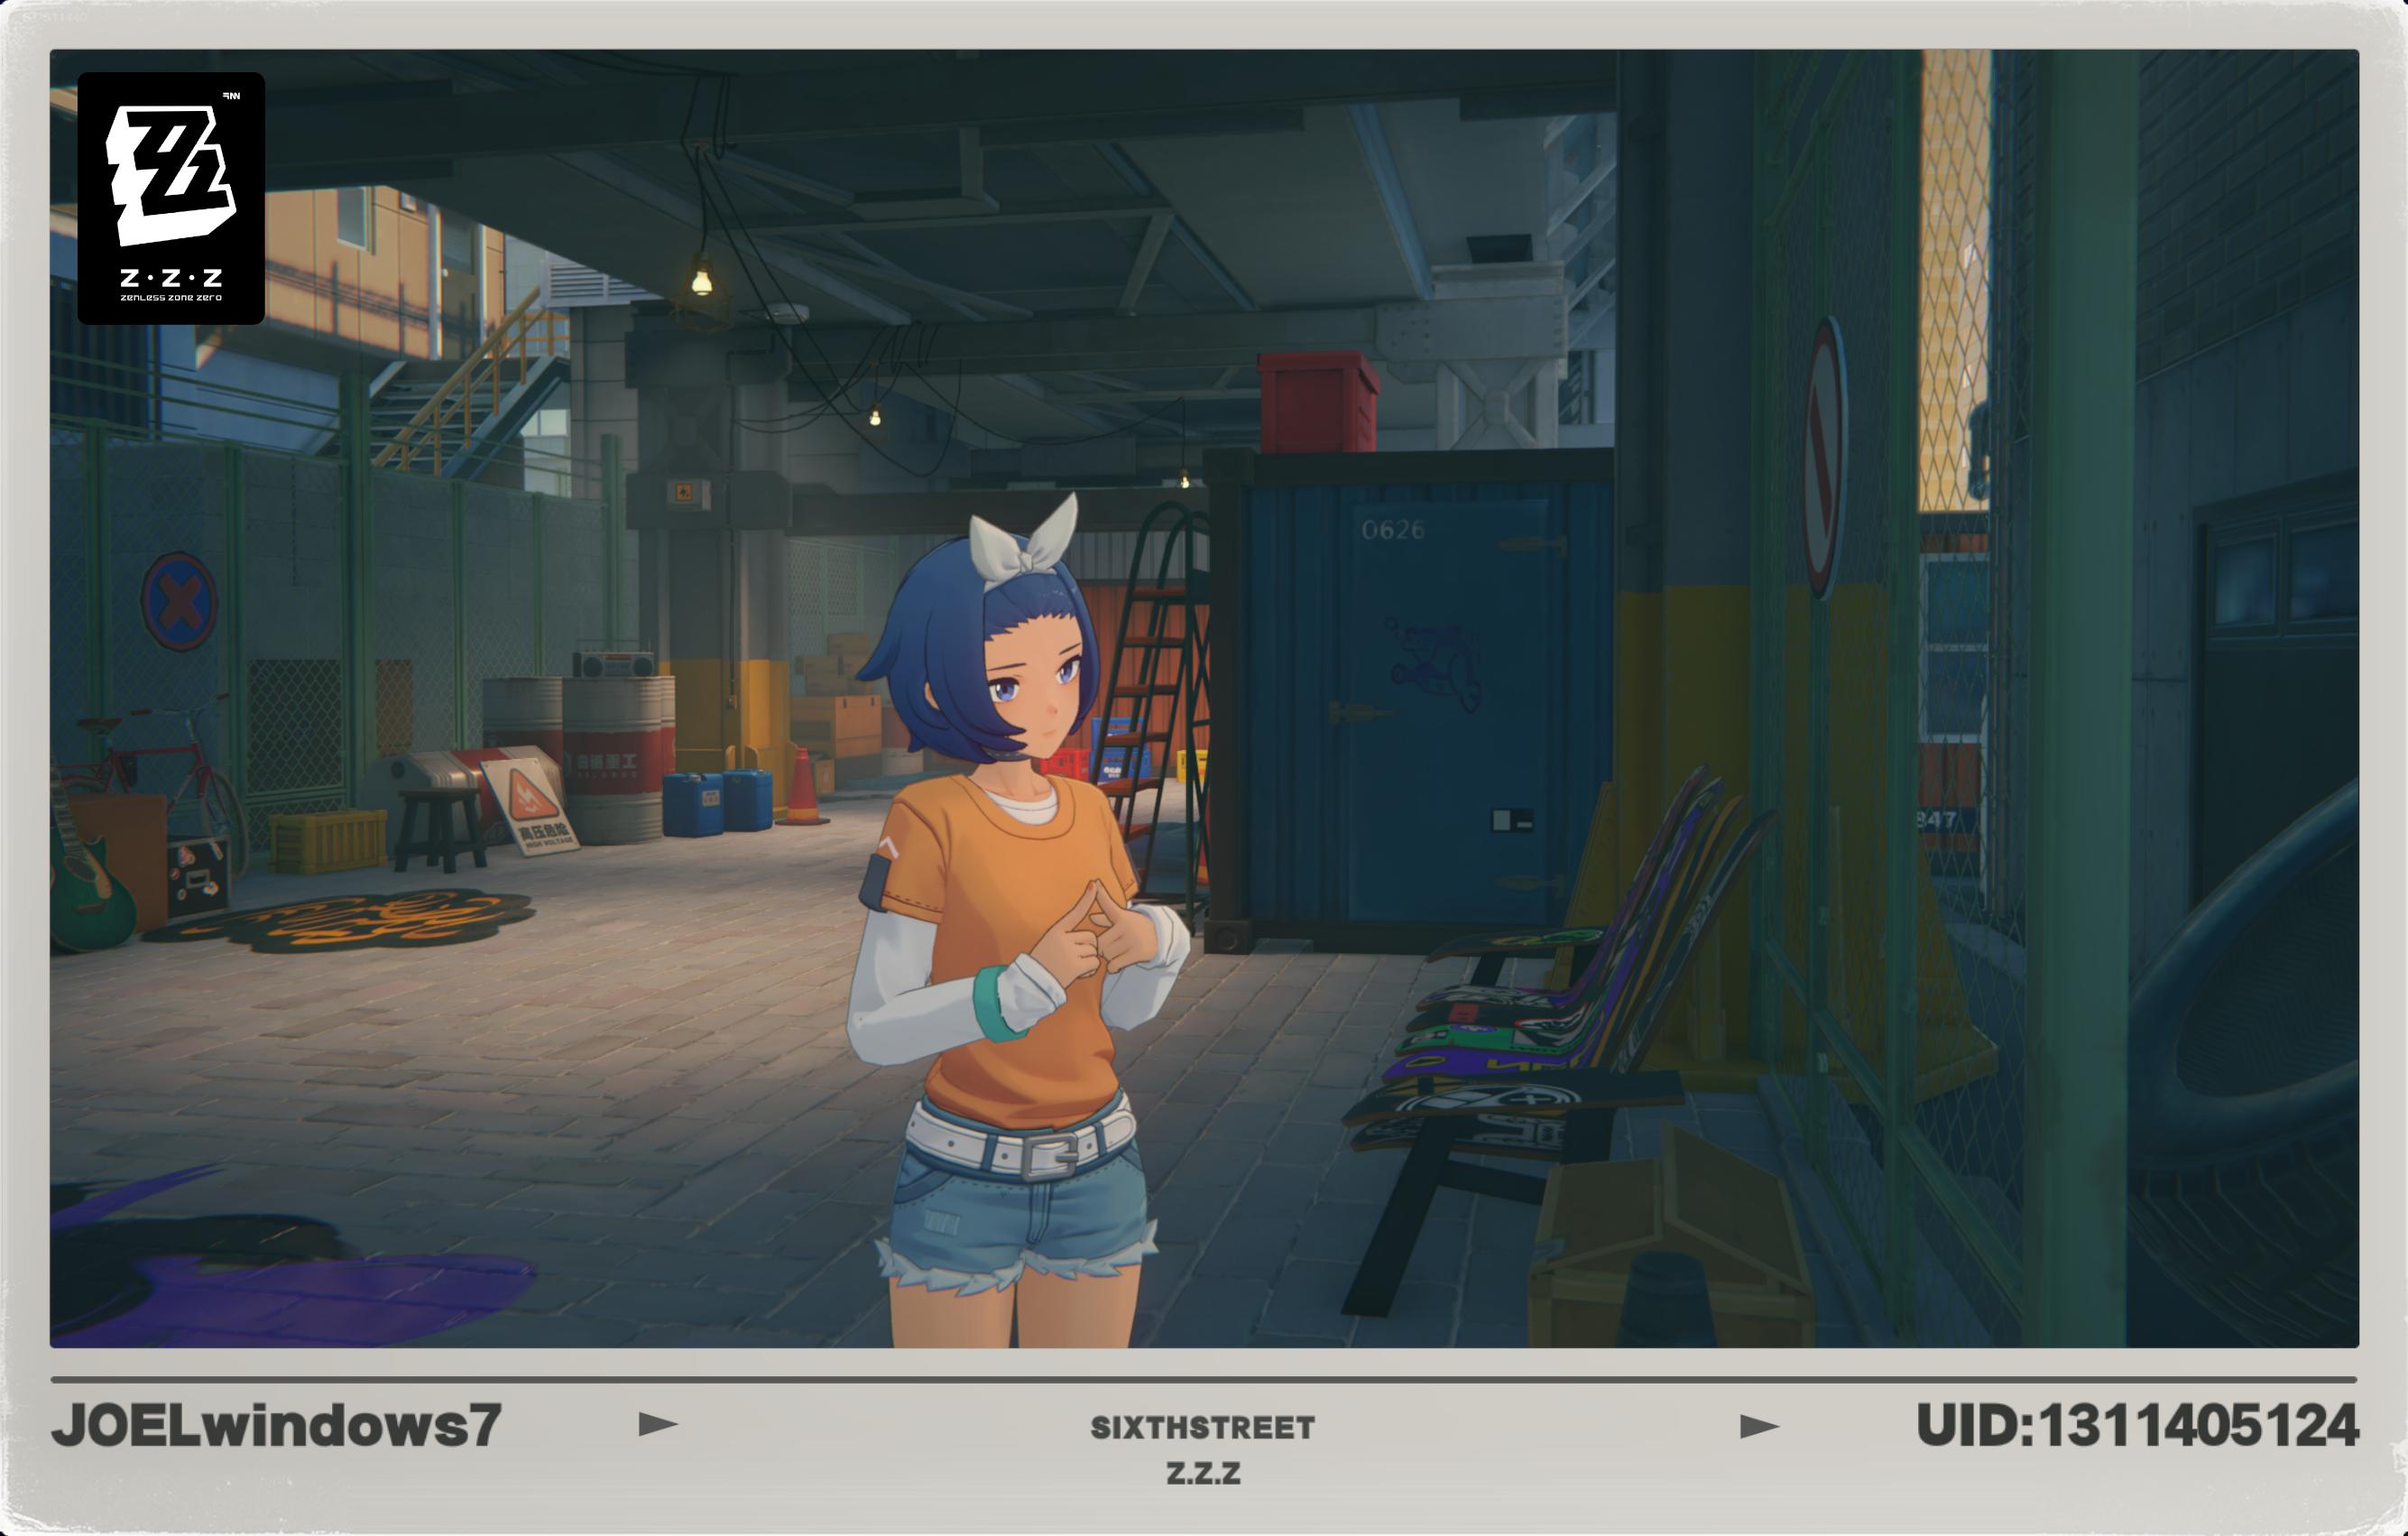 Z·Z·Z
ZENLESS ZONE ZERO
0626
高压危险
HIGH VOLTAGE
JOELwindows7
SIXTHSTREET
UID:1311405124
Z.Z.Z